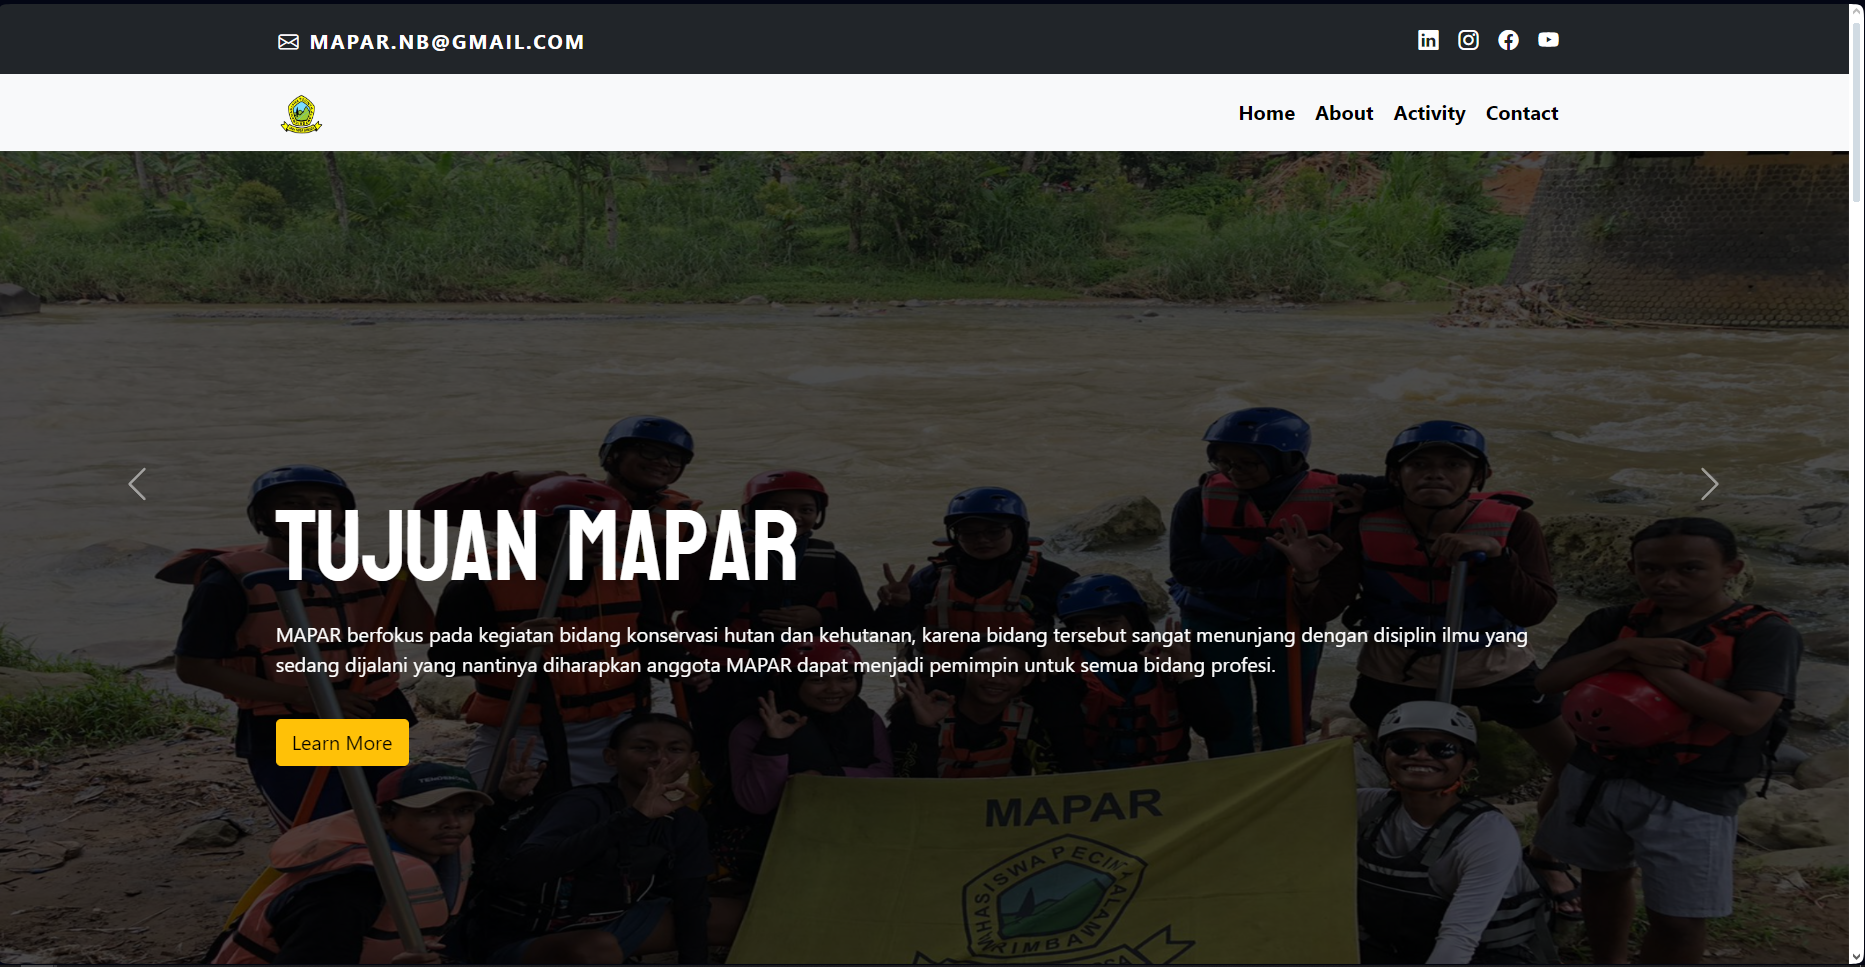 MAPAR.NB@GMAIL.COM
Home About Activity Contact
TUJUAN MAPAR
MAPAR berfokus pada kegiatan bidang konservasi hutan dan kehutanan, karena bidang tersebut sangat menunjang dengan disiplin ilmu yang
sedang dijalani yang nantinya diharapkan anggota MAPAR dapat menjadi pemimpin untuk semua bidang profesi.
Learn More
MAPAR
MAHASISWA PECINTA ALAM
RIMBA